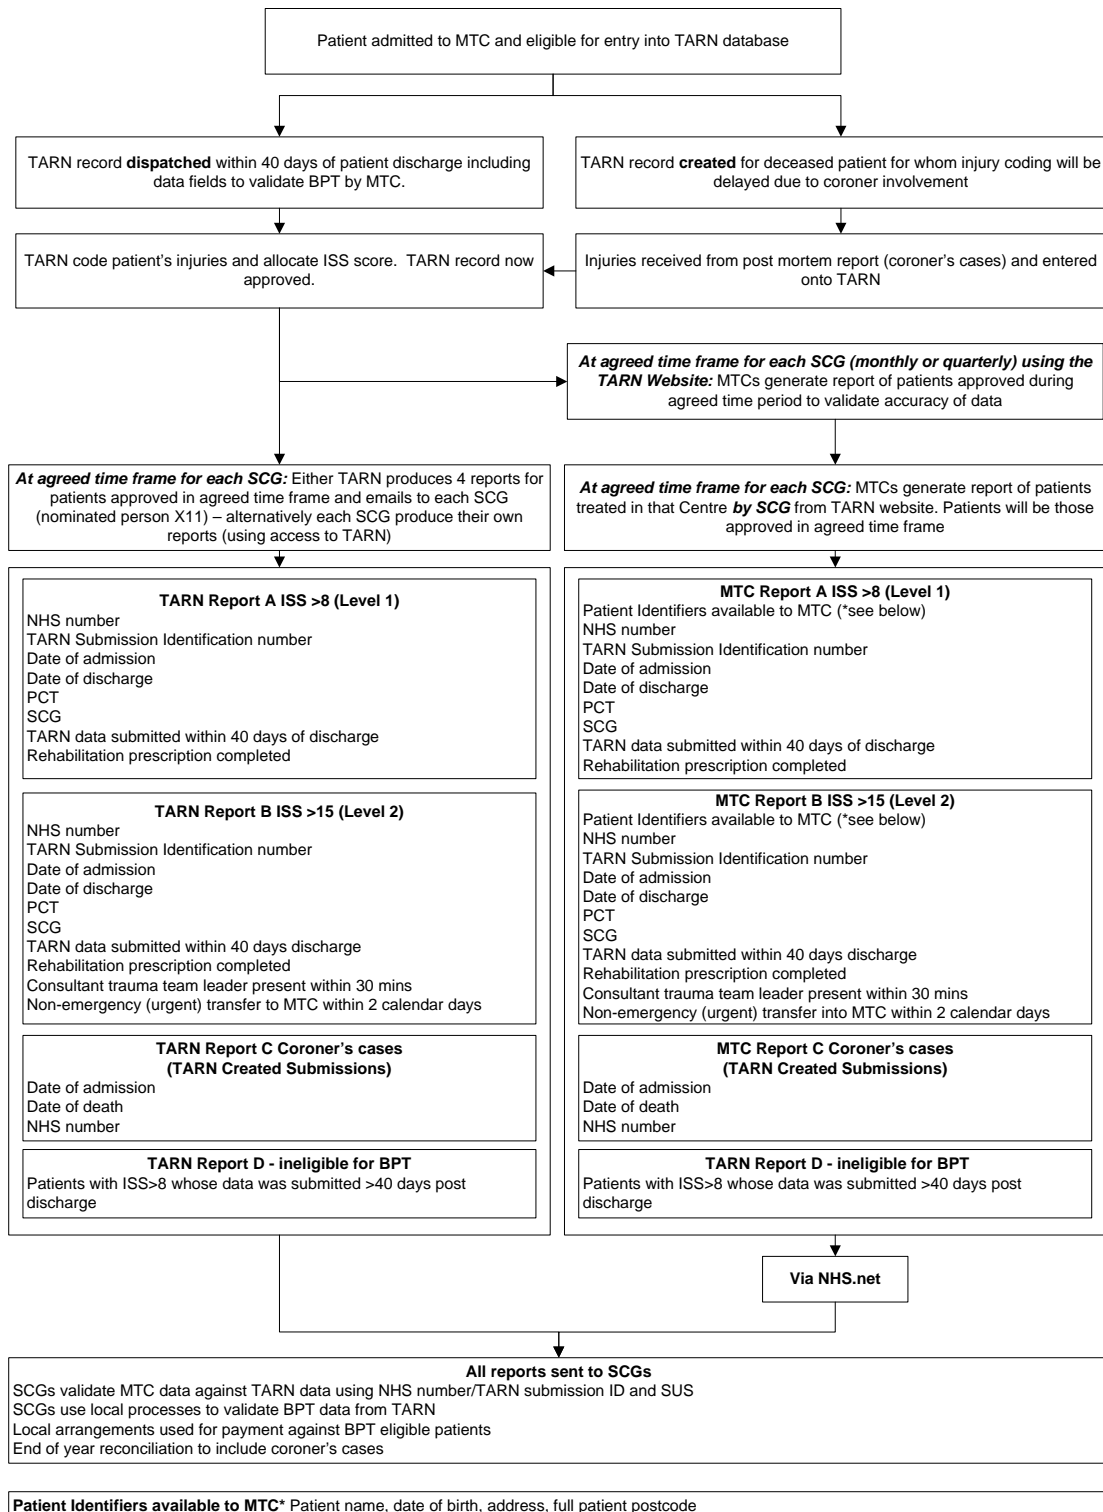 Patient admitted to MTC and eligible for entry into TARN database
TARN record dispatched within 40 days of patient discharge including
data fields to validate BPT by MTC.
TARN record created for deceased patient for whom injury coding will be
delayed due to coroner involvement
TARN code patient's injuries and allocate ISS score.  TARN record now
approved.
Injuries received from post mortem report (coroner's cases) and entered
onto TARN
At agreed time frame for each SCG (monthly or quarterly) using the
TARN Website: MTCs generate report of patients approved during
agreed time period to validate accuracy of data
At agreed time frame for each SCG: Either TARN produces 4 reports for
patients approved in agreed time frame and emails to each SCG
(nominated person X11) – alternatively each SCG produce their own
reports (using access to TARN)
At agreed time frame for each SCG: MTCs generate report of patients
treated in that Centre by SCG from TARN website. Patients will be those
approved in agreed time frame
TARN Report A ISS >8 (Level 1)
NHS number
TARN Submission Identification number
Date of admission
Date of discharge
PCT
SCG
TARN data submitted within 40 days of discharge
Rehabilitation prescription completed
TARN Report B ISS >15 (Level 2)
NHS number
TARN Submission Identification number
Date of admission
Date of discharge
PCT
SCG
TARN data submitted within 40 days discharge
Rehabilitation prescription completed
Consultant trauma team leader present within 30 mins
Non-emergency (urgent) transfer to MTC within 2 calendar days
TARN Report C Coroner's cases
(TARN Created Submissions)
Date of admission
Date of death
NHS number
TARN Report D - ineligible for BPT
Patients with ISS>8 whose data was submitted >40 days post
discharge
MTC Report A ISS >8 (Level 1)
Patient Identifiers available to MTC (*see below)
NHS number
TARN Submission Identification number
Date of admission
Date of discharge
PCT
SCG
TARN data submitted within 40 days of discharge
Rehabilitation prescription completed
MTC Report B ISS >15 (Level 2)
Patient Identifiers available to MTC (*see below)
NHS number
TARN Submission Identification number
Date of admission
Date of discharge
PCT
SCG
TARN data submitted within 40 days discharge
Rehabilitation prescription completed
Consultant trauma team leader present within 30 mins
Non-emergency (urgent) transfer into MTC within 2 calendar days
MTC Report C Coroner's cases
(TARN Created Submissions)
Date of admission
Date of death
NHS number
TARN Report D - ineligible for BPT
Patients with ISS>8 whose data was submitted >40 days post
discharge
Via NHS.net
All reports sent to SCGs
SCGs validate MTC data against TARN data using NHS number/TARN submission ID and SUS
SCGs use local processes to validate BPT data from TARN
Local arrangements used for payment against BPT eligible patients
End of year reconciliation to include coroner's cases
Patient Identifiers available to MTC* Patient name, date of birth, address, full patient postcode